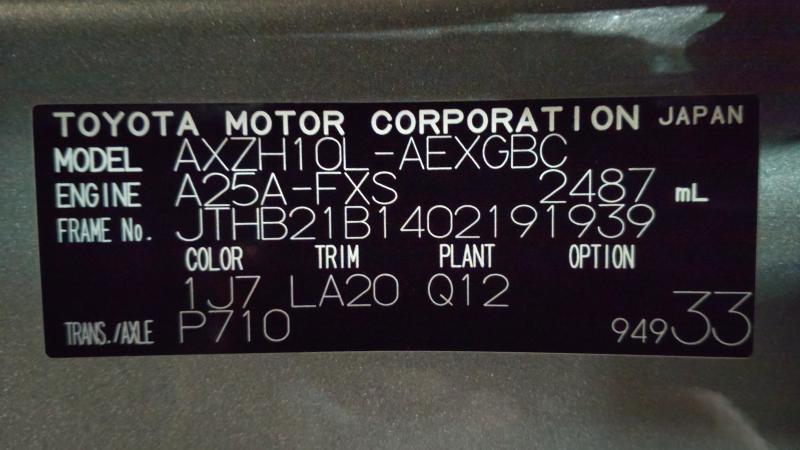 TOYOTA MOTOR CORPORATION JAPAN
MODEL AXZH10L-AEXGBC
ENGINE A25A-FXS 2487 mL
FRAME No. JTHB21B1402191939
COLOR TRIM PLANT OPTION
1J7 LA20 Q12
TRANS./AXLE P710 94933